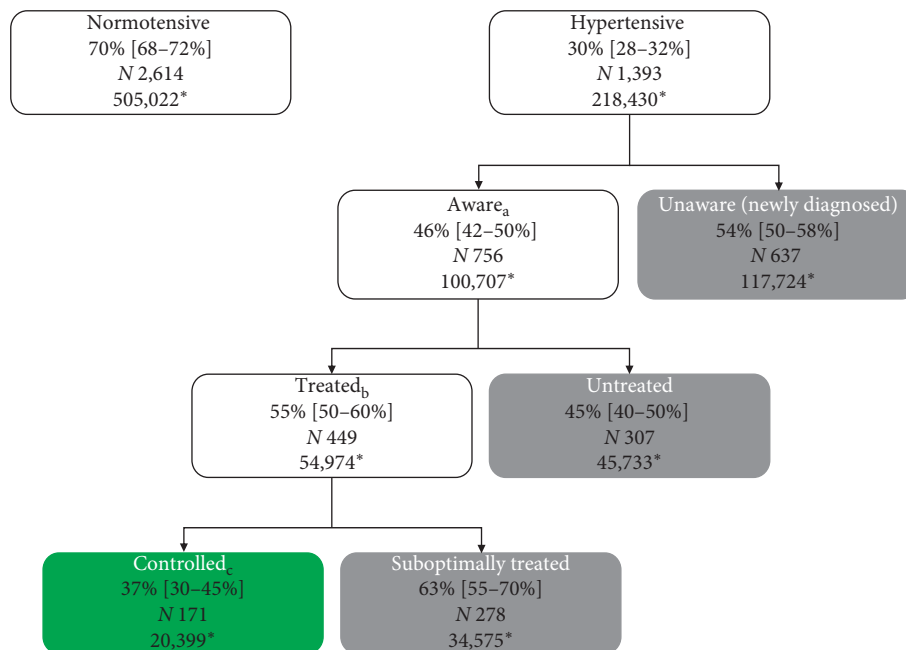 Normotensive
70% [68–72%]
N 2,614
505,022*
Hypertensive
30% [28–32%]
N 1,393
218,430*
Aware a
46% [42–50%]
N 756
100,707*
Unaware (newly diagnosed)
54% [50–58%]
N 637
117,724*
Treated b
55% [50–60%]
N 449
54,974*
Untreated
45% [40–50%]
N 307
45,733*
Controlled c
37% [30–45%]
N 171
20,399*
Suboptimally treated
63% [55–70%]
N 278
34,575*